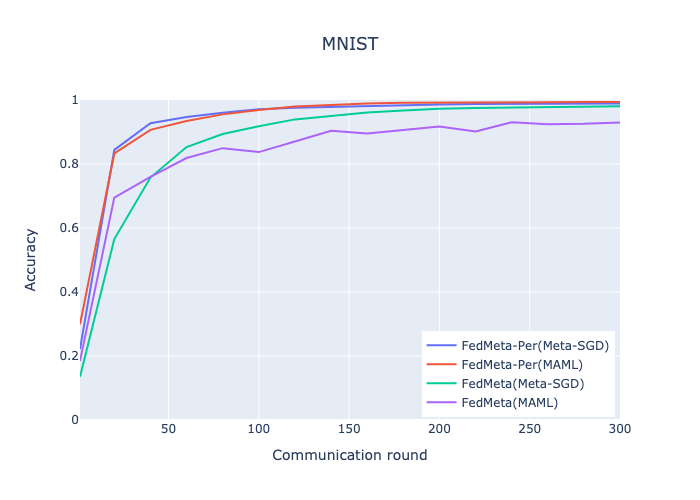 MNIST
Accuracy
1
0.8
0.6
0.4
0.2
0
50
100
150
200
250
300
Communication round
FedMeta-Per(Meta-SGD)
FedMeta-Per(MAML)
FedMeta(Meta-SGD)
FedMeta(MAML)